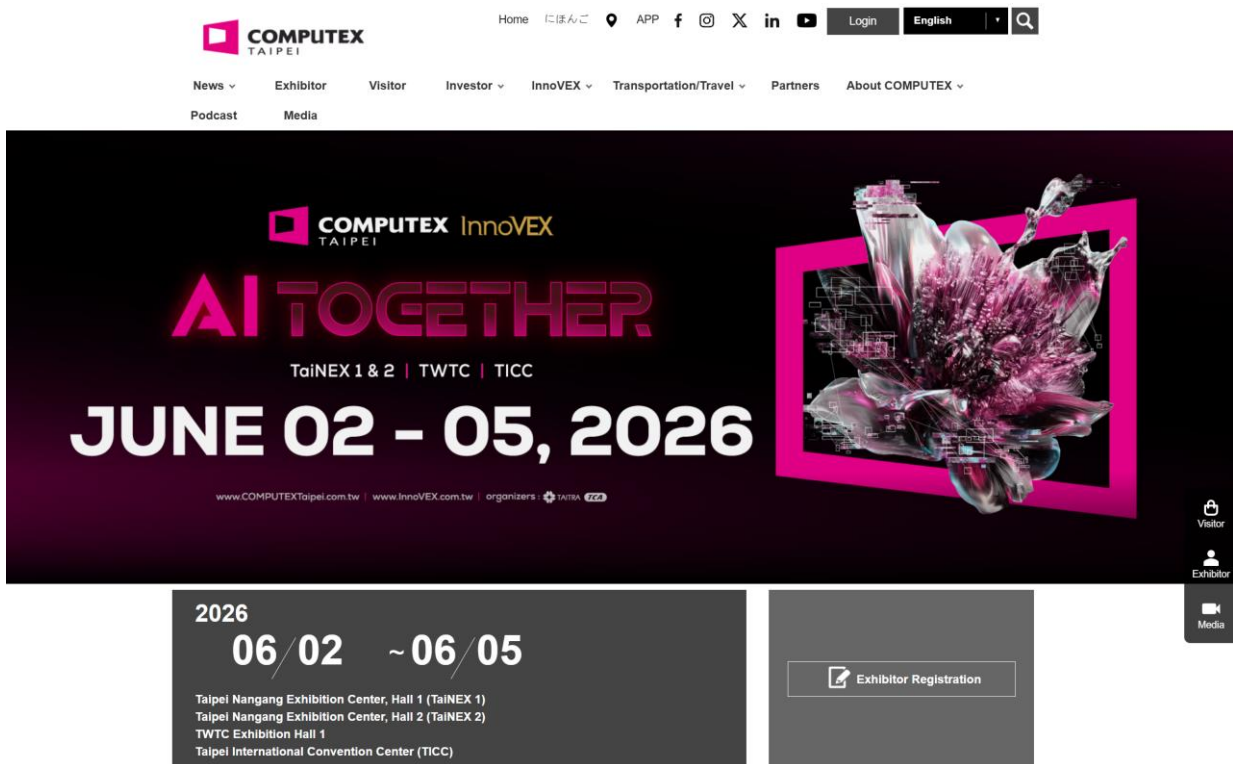 COMPUTEX
TAIPEI
Home にほんご APP Login English
News Exhibitor Visitor Investor InnoVEX Transportation/Travel Partners About COMPUTEX
Podcast Media
COMPUTEX InnoVEX
TAIPEI
AI TOGETHER
TaiNEX 1 & 2 | TWTC | TICC
JUNE 02 - 05, 2026
www.COMPUTEXTaipei.com.tw | www.InnoVEX.com.tw | organizers : TAITRA TCA
Visitor
Exhibitor
Media
2026
06/02 ~06/05
Taipei Nangang Exhibition Center, Hall 1 (TaiNEX 1)
Taipei Nangang Exhibition Center, Hall 2 (TaiNEX 2)
TWTC Exhibition Hall 1
Taipei International Convention Center (TICC)
Exhibitor Registration